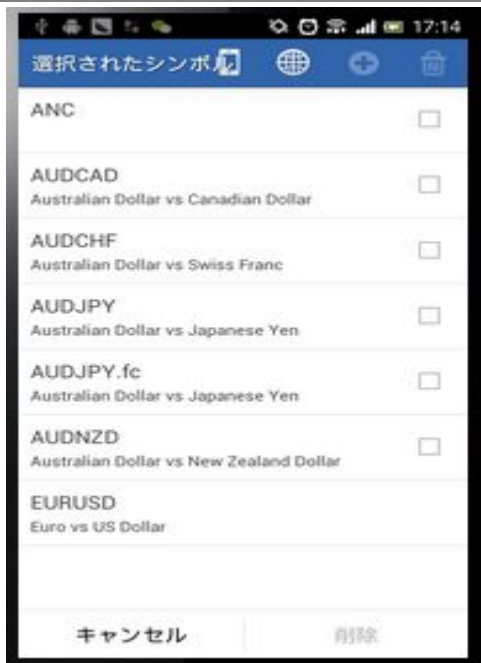 17:14
選択されたシンボル
ANC
AUDCAD
Australian Dollar vs Canadian Dollar
AUDCHF
Australian Dollar vs Swiss Franc
AUDJPY
Australian Dollar vs Japanese Yen
AUDJPY.fc
Australian Dollar vs Japanese Yen
AUDNZD
Australian Dollar vs New Zealand Dollar
EURUSD
Euro vs US Dollar
キャンセル
削除